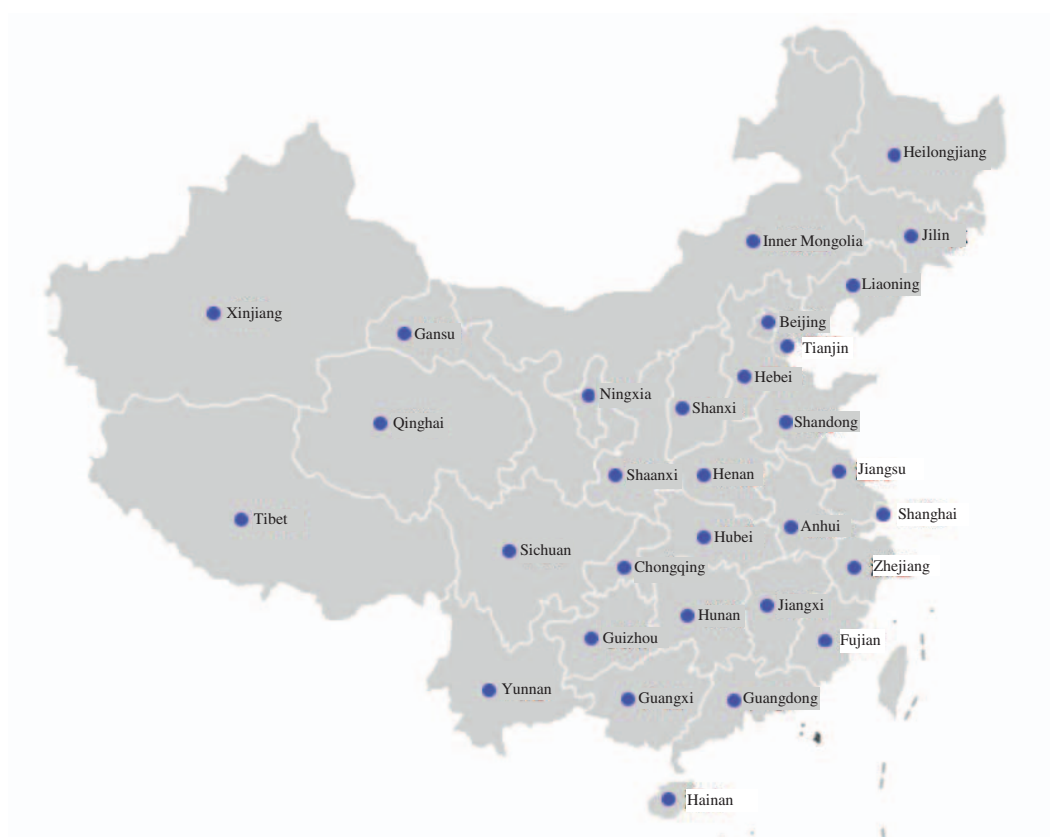 Heilongjiang
Jilin
Inner Mongolia
Liaoning
Xinjiang
Beijing
Gansu
Tianjin
Hebei
Ningxia
Shanxi
Qinghai
Shandong
Jiangsu
Shaanxi
Henan
Shanghai
Tibet
Anhui
Hubei
Sichuan
Zhejiang
Chongqing
Jiangxi
Hunan
Guizhou
Fujian
Yunnan
Guangxi
Guangdong
Hainan